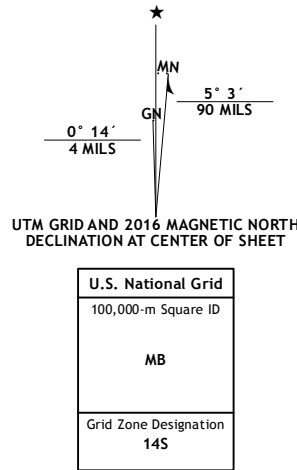 ★
MN
GN
5° 3´
90 MILS
0° 14´
4 MILS
UTM GRID AND 2016 MAGNETIC NORTH
DECLINATION AT CENTER OF SHEET
U.S. National Grid
100,000-m Square ID
MB
Grid Zone Designation
14S